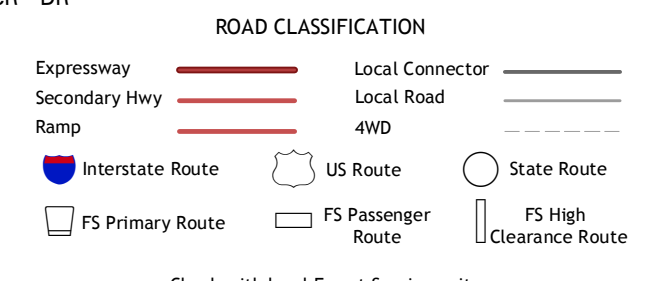 ROAD CLASSIFICATION
Expressway
Local Connector
Secondary Hwy
Local Road
Ramp
4WD
Interstate Route
US Route
State Route
FS Primary Route
FS Passenger
Route
FS High
Clearance Route